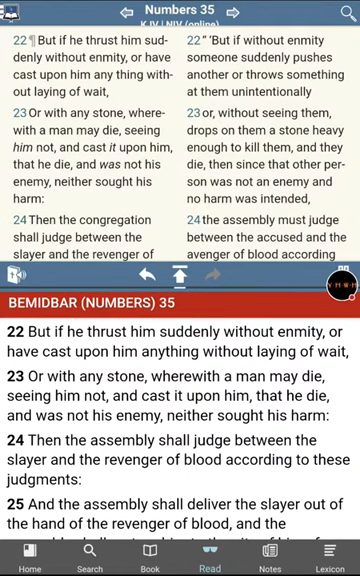 Numbers 35
KJV | NIV (online)
22¶ But if he thrust him sud-
denly without enmity, or have
cast upon him any thing with-
out laying of wait,
23 Or with any stone, where-
with a man may die, seeing
him not, and cast it upon him,
that he die, and was not his
enemy, neither sought his
harm:
24 Then the congregation
shall judge between the
slayer and the revenger of
22 “ ‘But if without enmity
someone suddenly pushes
another or throws something
at them unintentionally
23 or, without seeing them,
drops on them a stone heavy
enough to kill them, and they
die, then since that other per-
son was not an enemy and
no harm was intended,
24 the assembly must judge
between the accused and the
avenger of blood according
Y·M·W·M
BEMIDBAR (NUMBERS) 35
22 But if he thrust him suddenly without enmity, or
have cast upon him anything without laying of wait,
23 Or with any stone, wherewith a man may die,
seeing him not, and cast it upon him, that he die,
and was not his enemy, neither sought his harm:
24 Then the assembly shall judge between the
slayer and the revenger of blood according to these
judgments:
25 And the assembly shall deliver the slayer out of
the hand of the revenger of blood, and the
Home
Search
Book
Read
Notes
Lexicon